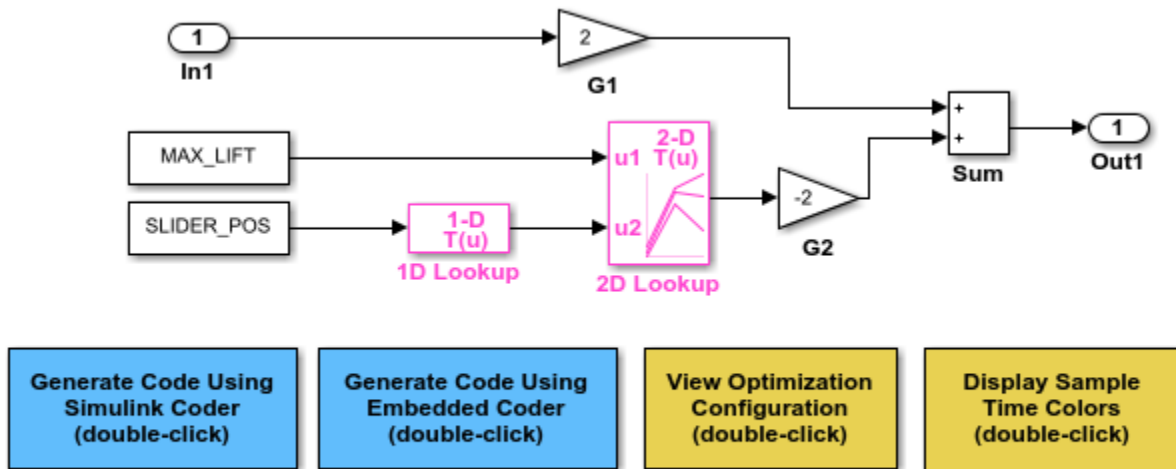 1
In1
2
G1
MAX_LIFT
SLIDER_POS
1-D
T(u)
1D Lookup
2-D
T(u)
u1
u2
2D Lookup
-2
G2
+
+
Sum
1
Out1
Generate Code Using
Simulink Coder
(double-click)
Generate Code Using
Embedded Coder
(double-click)
View Optimization
Configuration
(double-click)
Display Sample
Time Colors
(double-click)